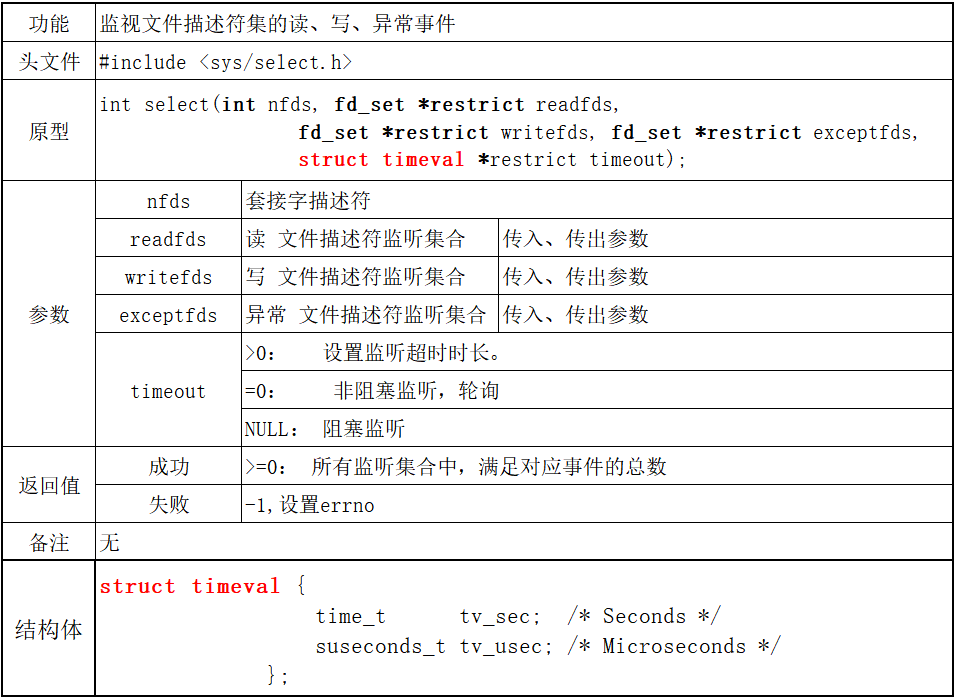 功能 监视文件描述符集的读、写、异常事件
头文件 #include <sys/select.h>
原型
int select(int nfds, fd_set *restrict readfds,
fd_set *restrict writefds, fd_set *restrict exceptfds,
struct timeval *restrict timeout);
参数
nfds 套接字描述符
readfds 读 文件描述符监听集合 传入、传出参数
writefds 写 文件描述符监听集合 传入、传出参数
exceptfds 异常 文件描述符监听集合 传入、传出参数
timeout
>0: 设置监听超时时长。
=0: 非阻塞监听，轮询
NULL: 阻塞监听
返回值
成功 >=0: 所有监听集合中，满足对应事件的总数
失败 -1,设置errno
备注 无
结构体
struct timeval {
time_t tv_sec; /* Seconds */
suseconds_t tv_usec; /* Microseconds */
};